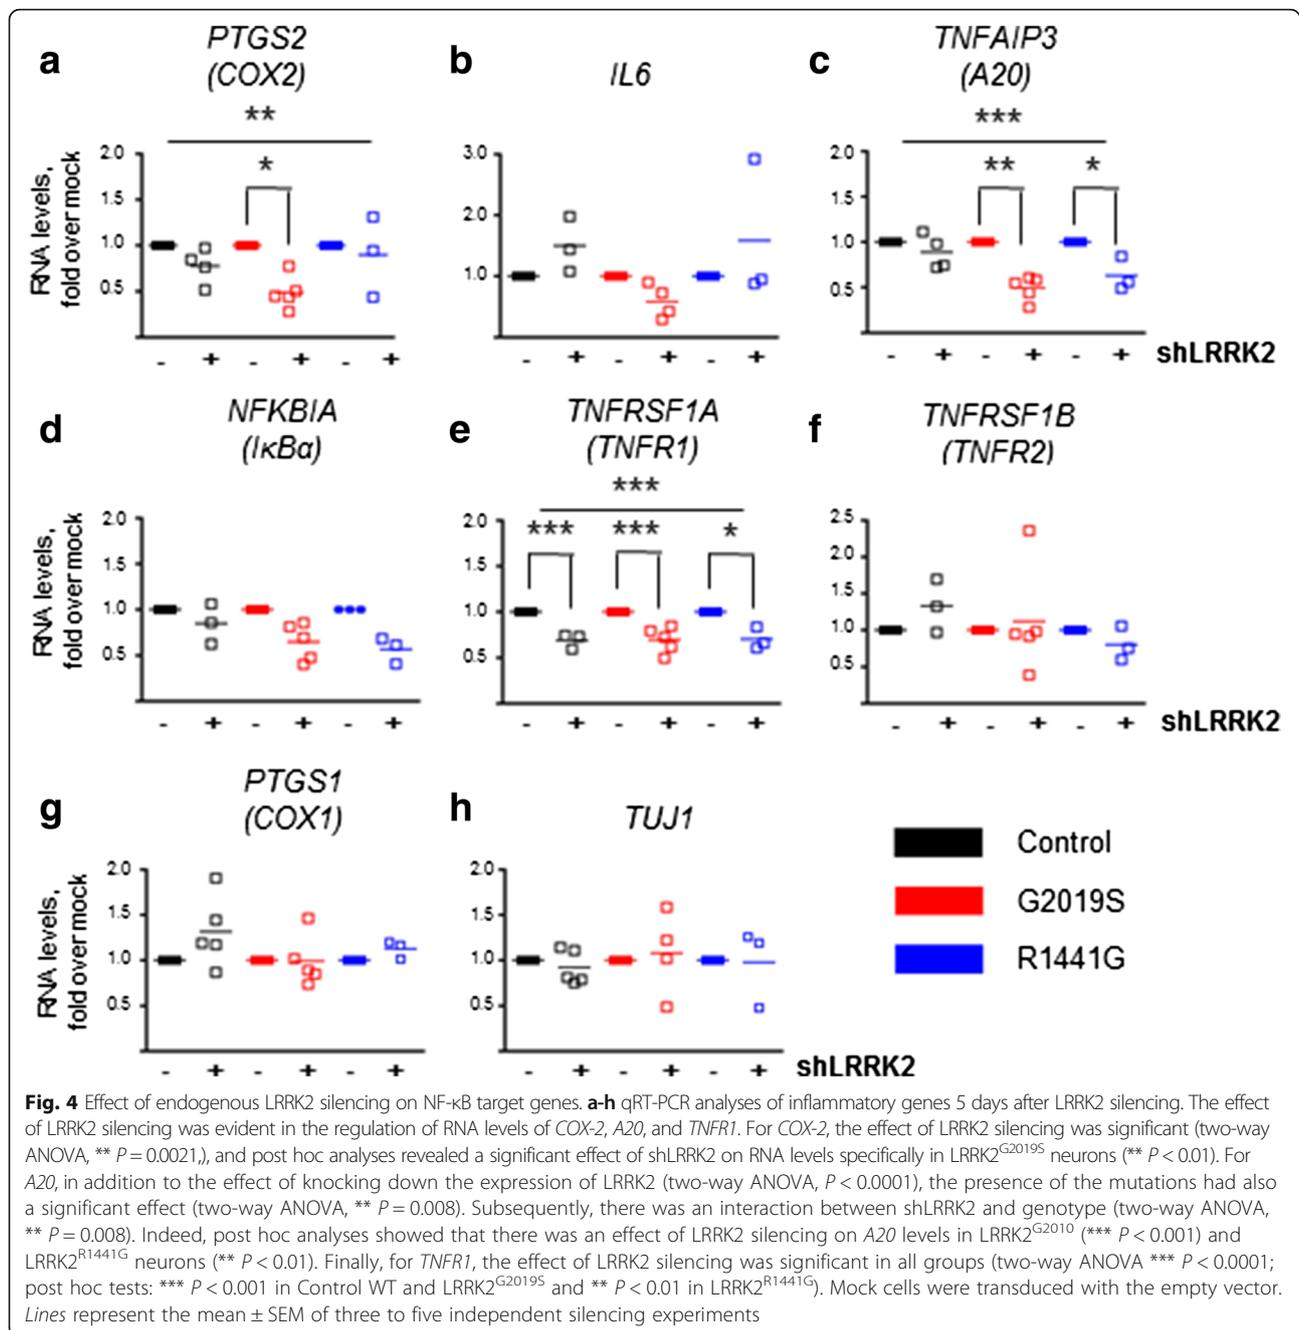 a
PTGS2
(COX2)
b
IL6
c
TNFAIP3
(A20)
**
*
***
**
*
RNA levels,
fold over mock
2.0
1.5
1.0
0.5
3.0
2.0
1.0
2.0
1.5
1.0
0.5
- + - + - +
- + - + - +
- + - + - +
shLRRK2
d
NFKBIA
(IκBα)
e
TNFRSF1A
(TNFR1)
f
TNFRSF1B
(TNFR2)
***
***
***
*
RNA levels,
fold over mock
2.0
1.5
1.0
0.5
2.0
1.5
1.0
0.5
2.5
2.0
1.5
1.0
0.5
- + - + - +
- + - + - +
- + - + - +
shLRRK2
g
PTGS1
(COX1)
h
TUJ1
RNA levels,
fold over mock
2.0
1.5
1.0
0.5
2.0
1.5
1.0
0.5
- + - + - +
- + - + - +
shLRRK2
Control
G2019S
R1441G
Fig. 4 Effect of endogenous LRRK2 silencing on NF-κB target genes. a-h qRT-PCR analyses of inflammatory genes 5 days after LRRK2 silencing. The effect
of LRRK2 silencing was evident in the regulation of RNA levels of COX-2, A20, and TNFR1. For COX-2, the effect of LRRK2 silencing was significant (two-way
ANOVA, ** P = 0.0021,), and post hoc analyses revealed a significant effect of shLRRK2 on RNA levels specifically in LRRK2G2019S neurons (** P < 0.01). For
A20, in addition to the effect of knocking down the expression of LRRK2 (two-way ANOVA, P < 0.0001), the presence of the mutations had also
a significant effect (two-way ANOVA, ** P = 0.008). Subsequently, there was an interaction between shLRRK2 and genotype (two-way ANOVA,
** P = 0.008). Indeed, post hoc analyses showed that there was an effect of LRRK2 silencing on A20 levels in LRRK2G2010 (*** P < 0.001) and
LRRK2R1441G neurons (** P < 0.01). Finally, for TNFR1, the effect of LRRK2 silencing was significant in all groups (two-way ANOVA *** P < 0.0001;
post hoc tests: *** P < 0.001 in Control WT and LRRK2G2019S and ** P < 0.01 in LRRK2R1441G). Mock cells were transduced with the empty vector.
Lines represent the mean ± SEM of three to five independent silencing experiments